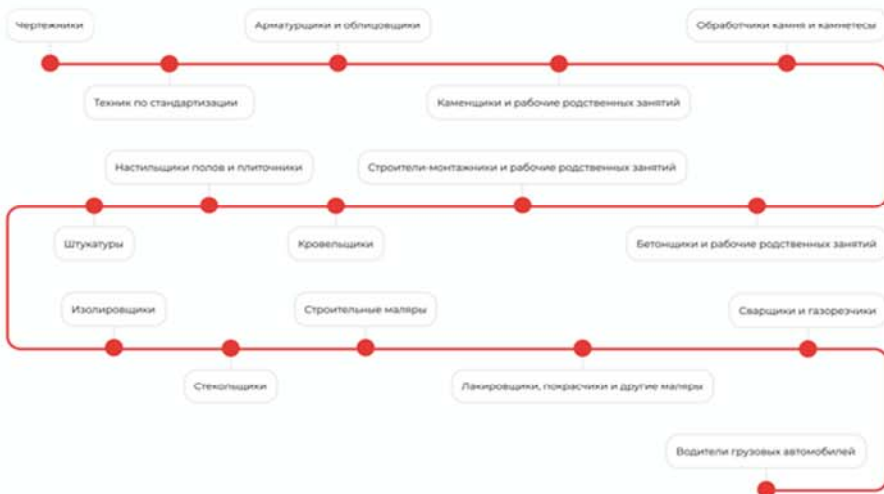 Чертежники
Арматурщики и облицовщики
Обработчики камня и камнетесы
Техник по стандартизации
Каменщики и рабочие родственных занятий
Настильщики полов и плиточники
Строители-монтажники и рабочие родственных занятий
Штукатуры
Кровельщики
Бетонщики и рабочие родственных занятий
Изолировщики
Строительные маляры
Сварщики и газорезчики
Стекольщики
Лакировщики, покрасчики и другие маляры
Водители грузовых автомобилей